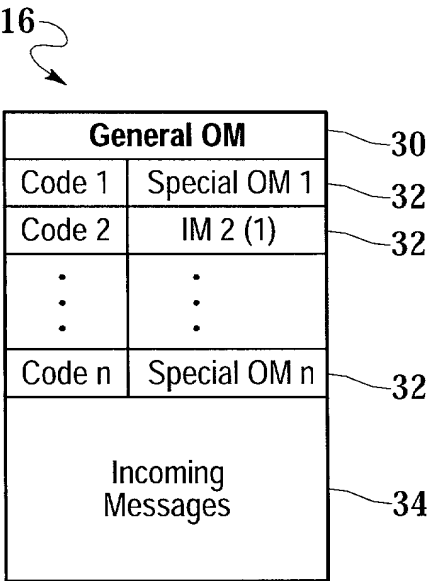 16
General OM 30
Code 1 Special OM 1 32
Code 2 IM 2 (1) 32
Code n Special OM n 32
Incoming
Messages 34